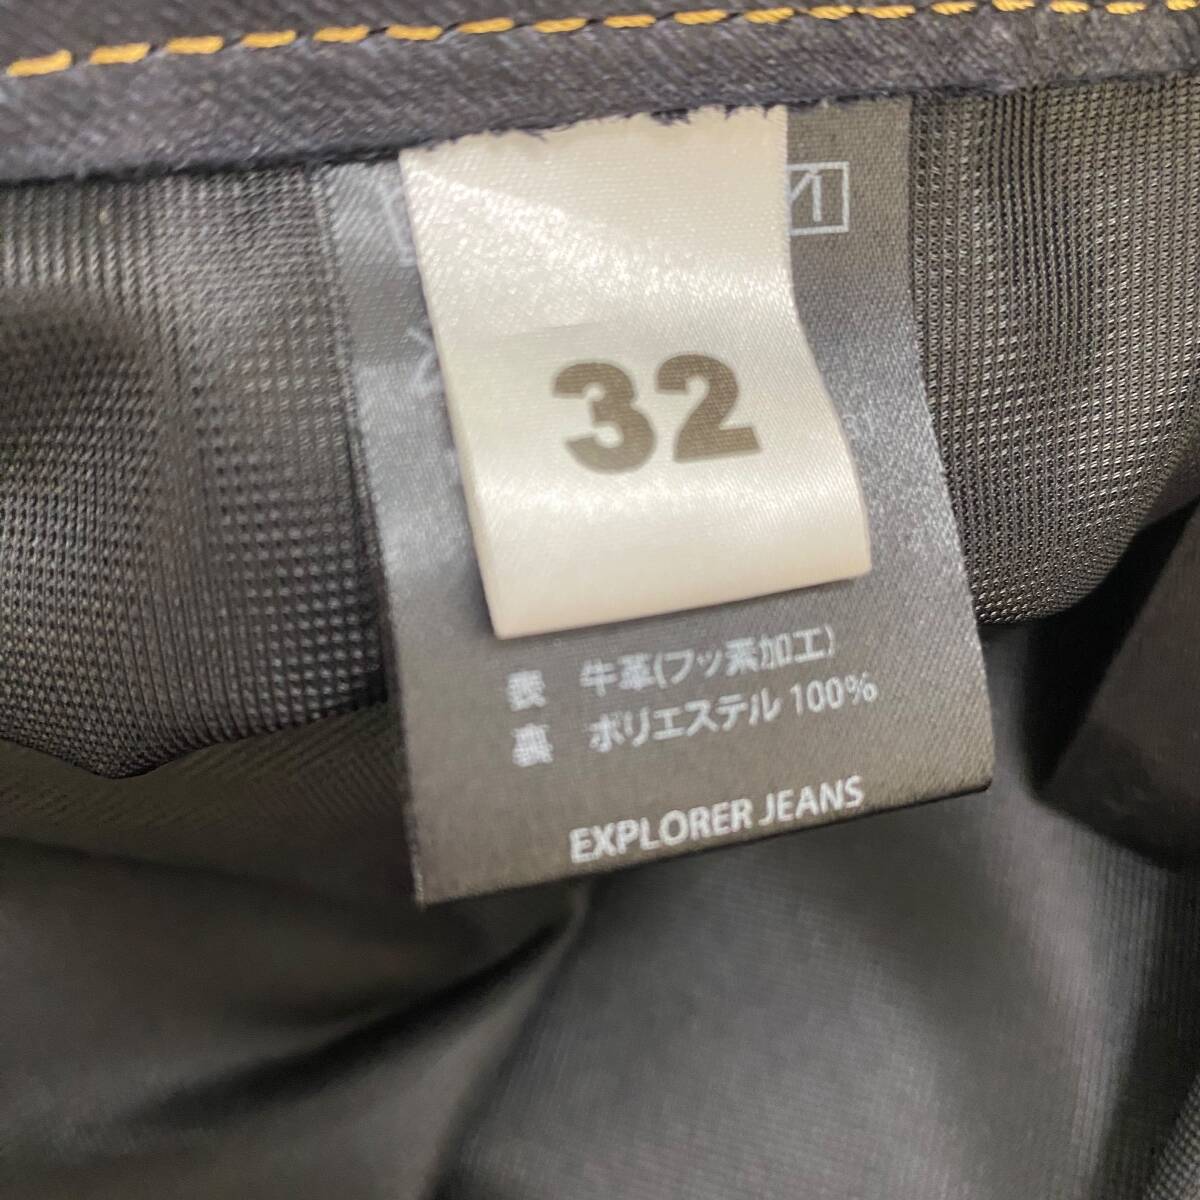 32
表 牛革(フッ素加工)
裏 ポリエステル 100%
EXPLORER JEANS